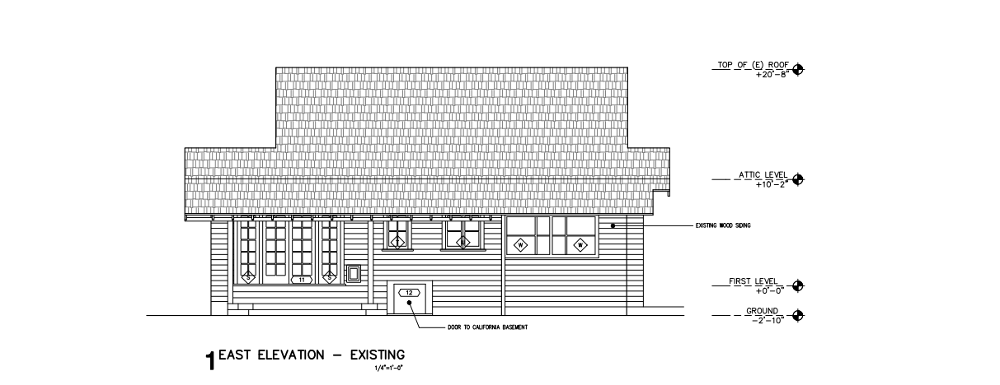 TOP OF (E) ROOF
+20'-8"
ATTIC LEVEL
+10'-2"
EXISTING WOOD SIDING
W
W
S
11
S
12
FIRST LEVEL
+0'-0"
GROUND
-2'-10"
DOOR TO CALIFORNIA BASEMENT
1 EAST ELEVATION - EXISTING
1/4"=1'-0"